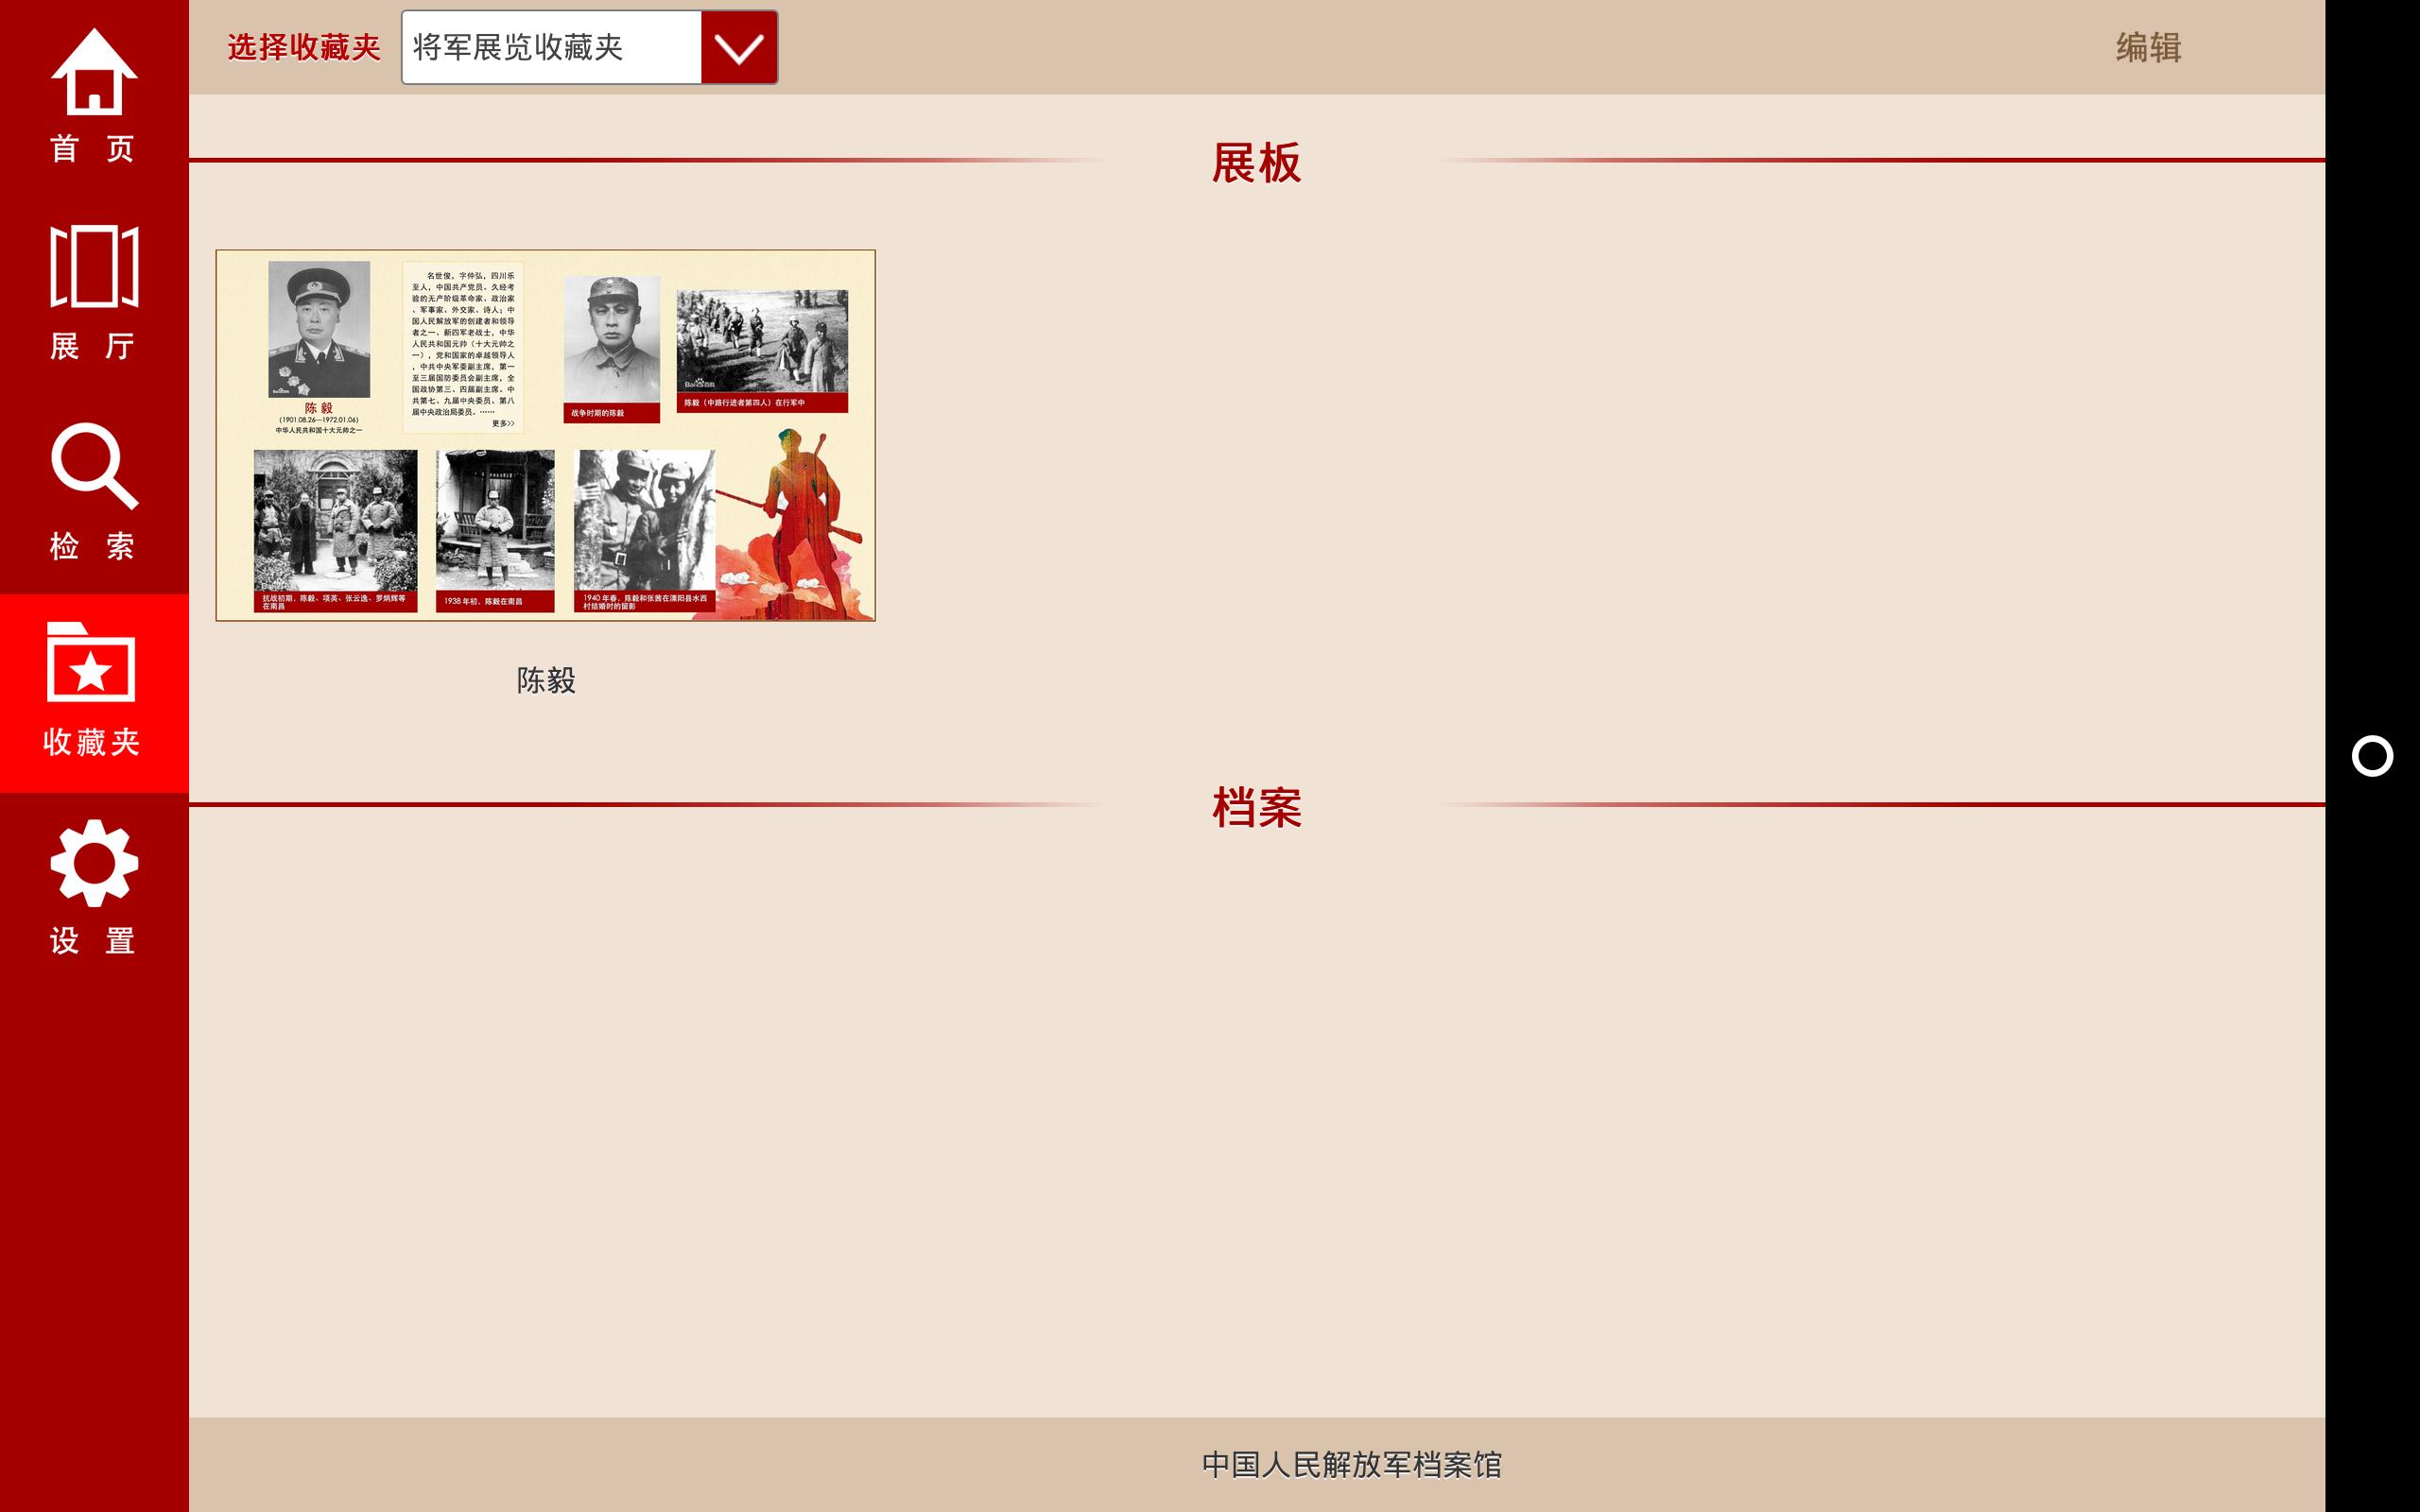 首 页
展 厅
检 索
收藏夹
设 置
选择收藏夹
将军展览收藏夹
编辑
展板
陈 毅
(1901.08.26—1972.01.06)
中华人民共和国十大元帅之一
名世俊，字仲弘，四川乐
至人，中国共产党员。久经考
验的无产阶级革命家、政治家
、军事家、外交家、诗人；中
国人民解放军的创建者和领导
者之一、新四军老战士，中华
人民共和国元帅（十大元帅之
一），党和国家的卓越领导人
，中共中央军委副主席，第一
至三届国防委员会副主席，全
国政协第三、四届副主席。中
共第七、九届中央委员、第八
届中央政治局委员。……
更多>>
战争时期的陈毅
Bai百科
陈毅（中路行进者第四人）在行军中
抗战初期，陈毅、项英、张云逸、罗炳辉等
在南昌
1938 年初，陈毅在南昌
1940 年春，陈毅和张茜在溧阳县水西
村结婚时的留影
陈毅
档案
中国人民解放军档案馆